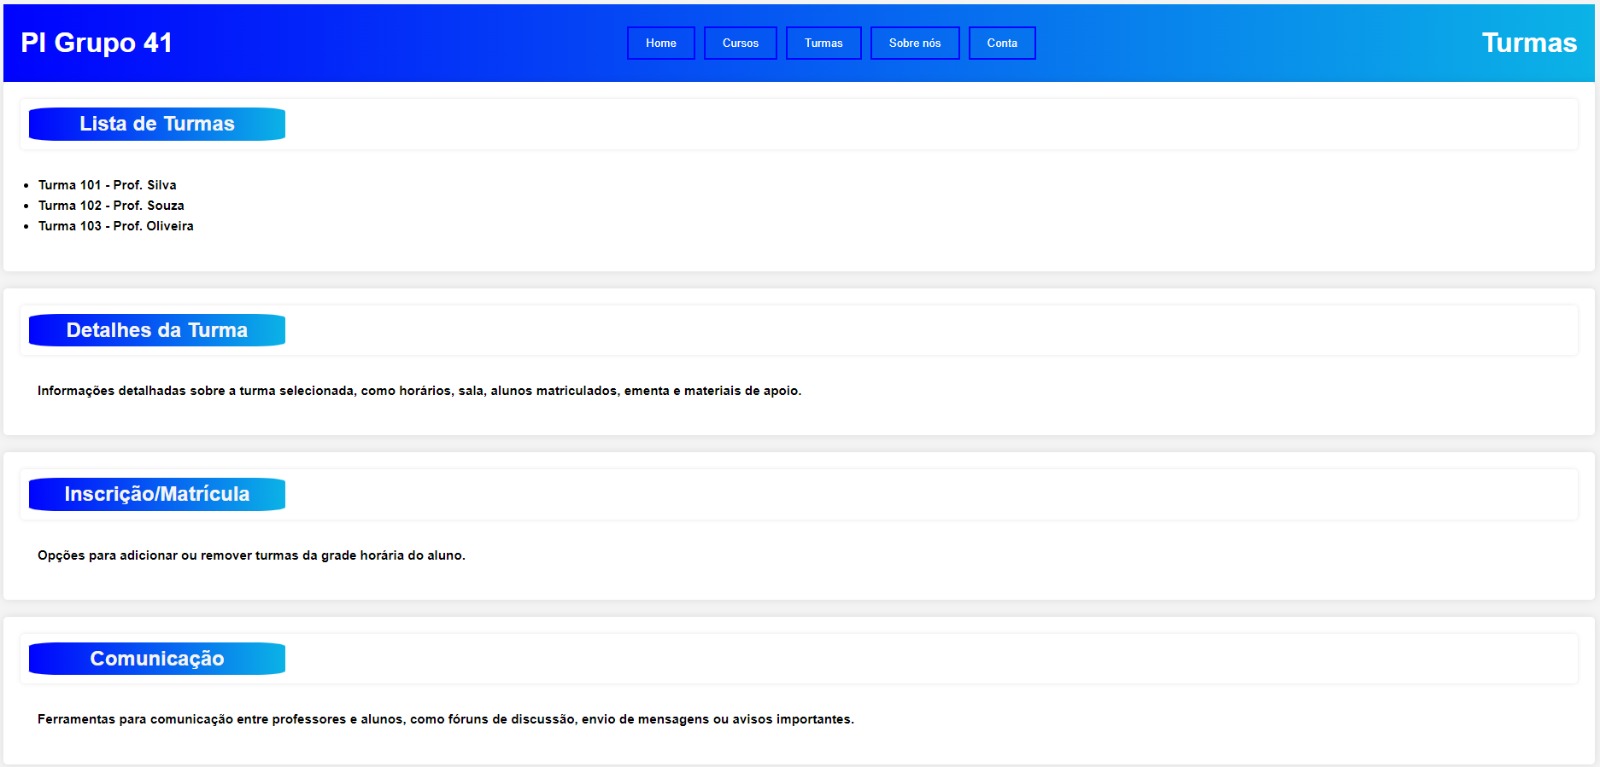 PI Grupo 41
Home
Cursos
Turmas
Sobre nós
Conta
Turmas
Lista de Turmas
Turma 101 - Prof. Silva
Turma 102 - Prof. Souza
Turma 103 - Prof. Oliveira
Detalhes da Turma
Informações detalhadas sobre a turma selecionada, como horários, sala, alunos matriculados, ementa e materiais de apoio.
Inscrição/Matrícula
Opções para adicionar ou remover turmas da grade horária do aluno.
Comunicação
Ferramentas para comunicação entre professores e alunos, como fóruns de discussão, envio de mensagens ou avisos importantes.